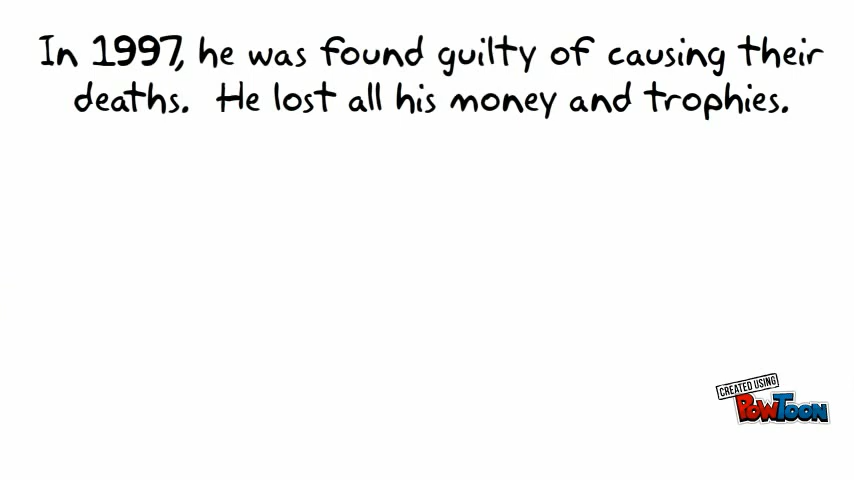 In 1997, he was found guilty of causing their
deaths. He lost all his money and trophies.
CREATED USING
POWTOON